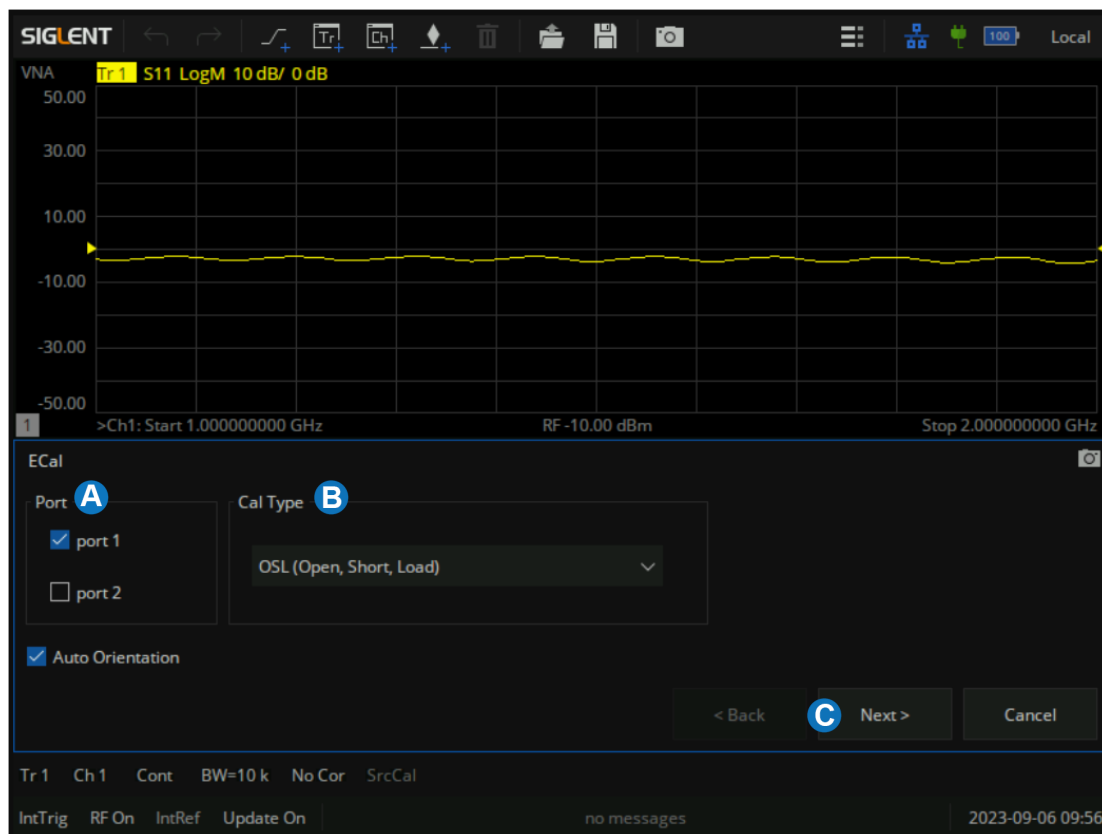 SIGLENT Tr Ch 100 Local
VNA Tr 1 S11 LogM 10 dB/ 0 dB
50.00
30.00
10.00
-10.00
-30.00
-50.00
1 >Ch1: Start 1.000000000 GHz RF -10.00 dBm Stop 2.000000000 GHz
ECal
Port A Cal Type B
port 1
OSL (Open, Short, Load)
port 2
Auto Orientation
< Back C Next > Cancel
Tr 1 Ch 1 Cont BW=10 k No Cor SrcCal
IntTrig RF On IntRef Update On no messages 2023-09-06 09:56